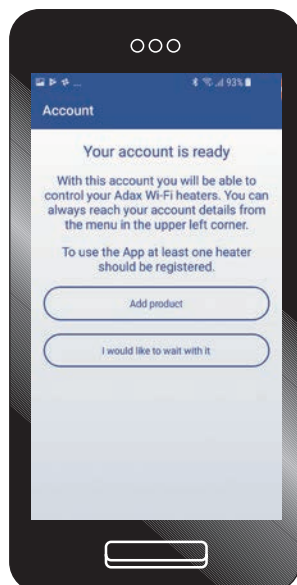 93%
Account
Your account is ready
With this account you will be able to
control your Adax Wi-Fi heaters. You can
always reach your account details from
the menu in the upper left corner.
To use the App at least one heater
should be registered.
Add product
I would like to wait with it